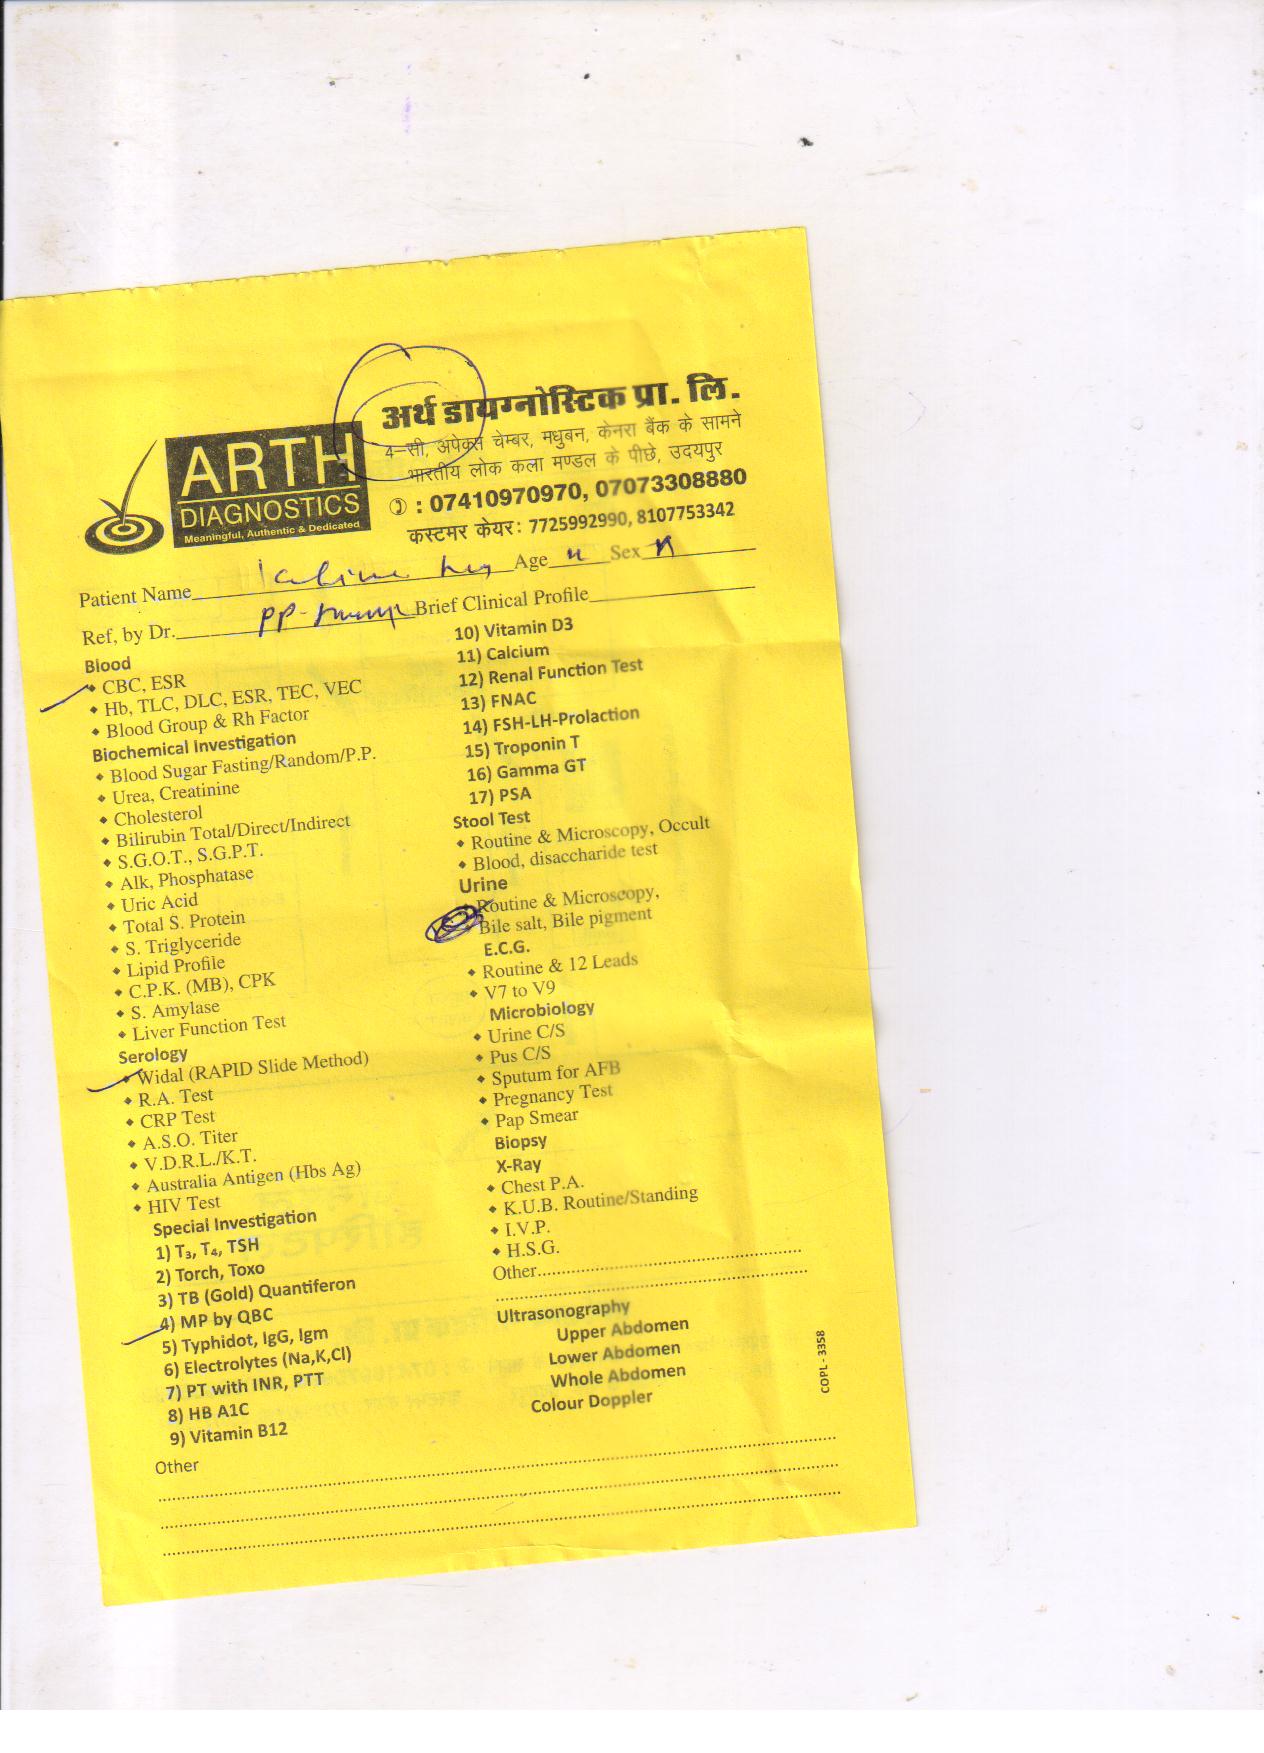 ARTH
DIAGNOSTICS
Meaningful, Authentic & Dedicated
अर्थ डायग्नोस्टिक प्रा. लि.
4–सी, अपेक्स चेम्बर, मधुबन, केनरा बैंक के सामने
भारतीय लोक कला मण्डल के पीछे, उदयपुर
: 07410970970, 07073308880
कस्टमर केयर: 7725992990, 8107753342
Patient Name Age Sex
Ref, by Dr. Brief Clinical Profile
Blood
• CBC, ESR
• Hb, TLC, DLC, ESR, TEC, VEC
• Blood Group & Rh Factor
Biochemical Investigation
• Blood Sugar Fasting/Random/P.P.
• Urea, Creatinine
• Cholesterol
• Bilirubin Total/Direct/Indirect
• S.G.O.T., S.G.P.T.
• Alk, Phosphatase
• Uric Acid
• Total S. Protein
• S. Triglyceride
• Lipid Profile
• C.P.K. (MB), CPK
• S. Amylase
• Liver Function Test
Serology
• Widal (RAPID Slide Method)
• R.A. Test
• CRP Test
• A.S.O. Titer
• V.D.R.L./K.T.
• Australia Antigen (Hbs Ag)
• HIV Test
Special Investigation
1) T₃, T₄, TSH
2) Torch, Toxo
3) TB (Gold) Quantiferon
4) MP by QBC
5) Typhidot, IgG, Igm
6) Electrolytes (Na,K,Cl)
7) PT with INR, PTT
8) HB A1C
9) Vitamin B12
Other
10) Vitamin D3
11) Calcium
12) Renal Function Test
13) FNAC
14) FSH-LH-Prolaction
15) Troponin T
16) Gamma GT
17) PSA
Stool Test
• Routine & Microscopy, Occult
• Blood, disaccharide test
Urine
• Routine & Microscopy,
Bile salt, Bile pigment
E.C.G.
• Routine & 12 Leads
• V7 to V9
Microbiology
• Urine C/S
• Pus C/S
• Sputum for AFB
• Pregnancy Test
• Pap Smear
Biopsy
X-Ray
• Chest P.A.
• K.U.B. Routine/Standing
• I.V.P.
• H.S.G.
Other
Ultrasonography
Upper Abdomen
Lower Abdomen
Whole Abdomen
Colour Doppler
COPL - 3358